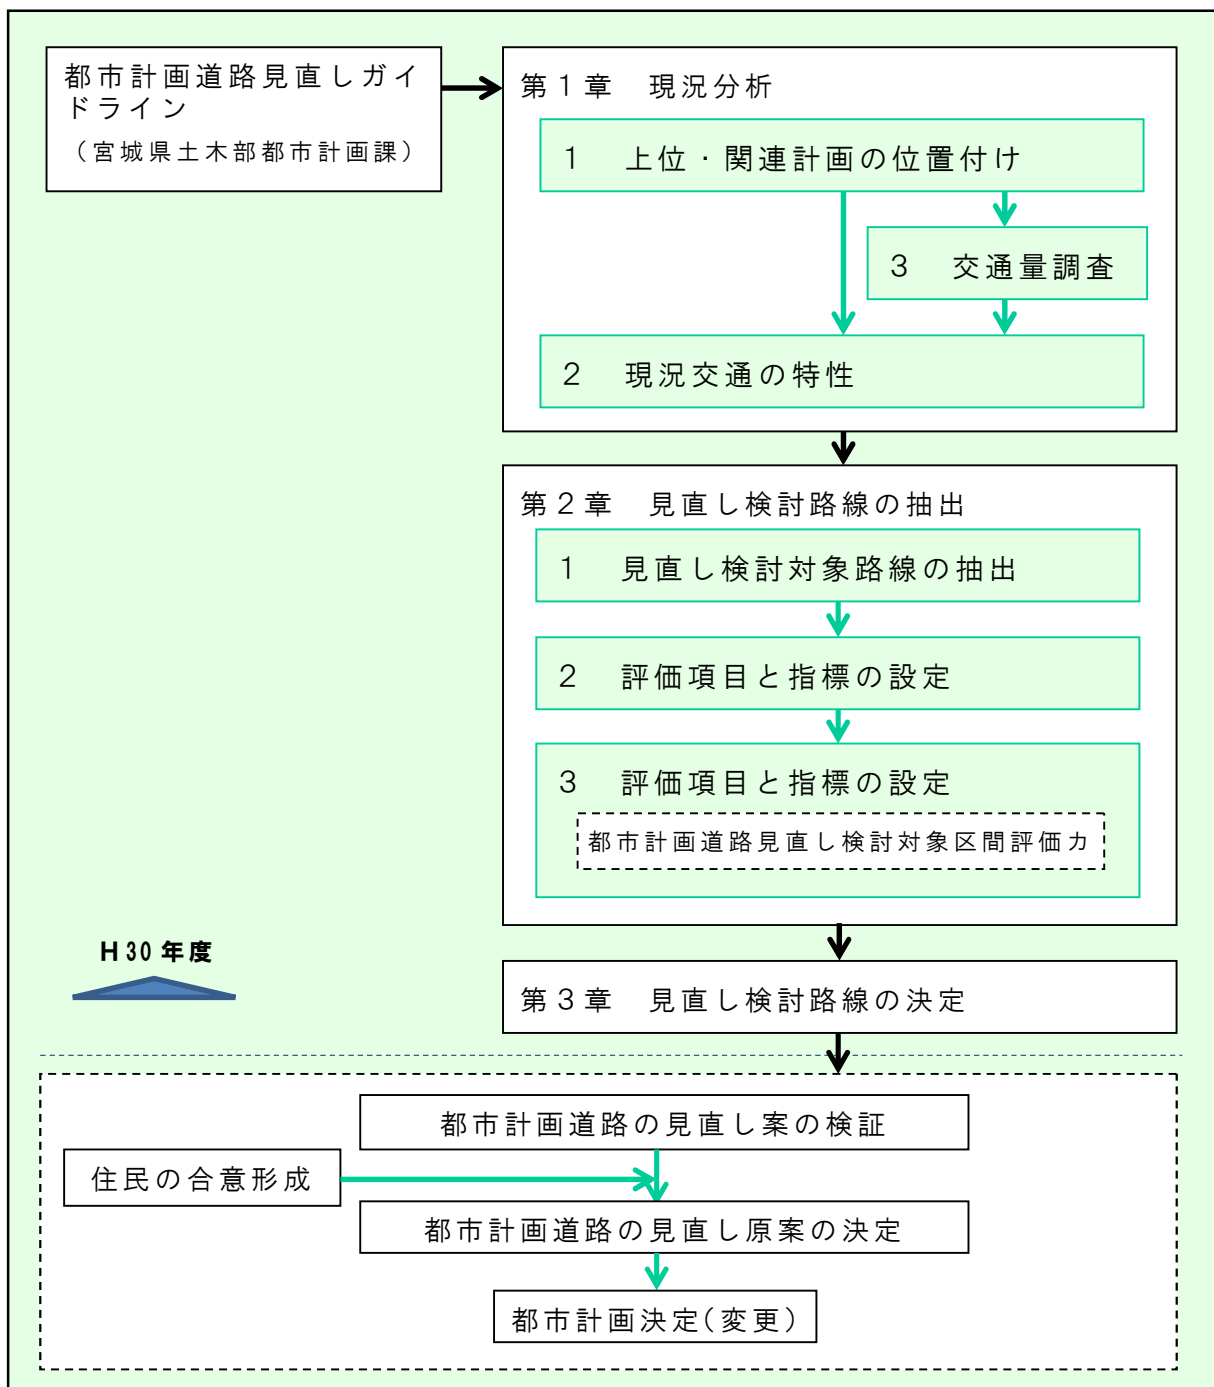 都市計画道路見直しガイ
ドライン
（宮城県土木部都市計画課）
第１章　現況分析
１　上位・関連計画の位置付け
３　交通量調査
２　現況交通の特性
第２章　見直し検討路線の抽出
１　見直し検討対象路線の抽出
２　評価項目と指標の設定
３　評価項目と指標の設定
都市計画道路見直し検討対象区間評価カ
H30年度
第３章　見直し検討路線の決定
都市計画道路の見直し案の検証
住民の合意形成
都市計画道路の見直し原案の決定
都市計画決定（変更）